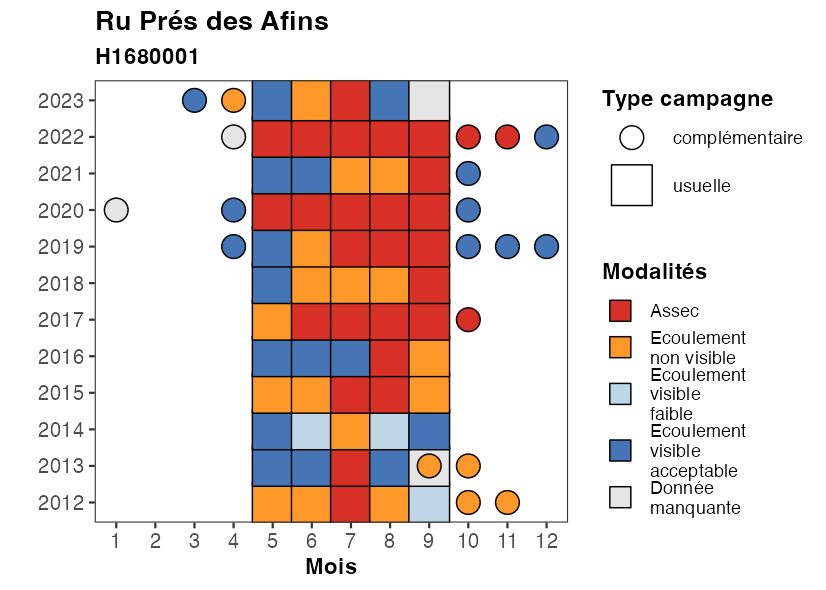 Ru Prés des Afins
H1680001
2023
2022
2021
2020
2019
2018
2017
2016
2015
2014
2013
2012
1 2 3 4 5 6 7 8 9 10 11 12
Mois
Type campagne
complémentaire
usuelle
Modalités
Assec
Ecoulement
non visible
Ecoulement
visible
faible
Ecoulement
visible
acceptable
Donnée
manquante